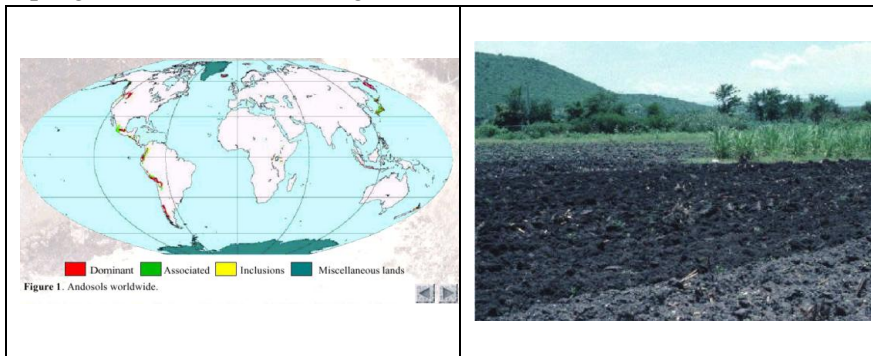 Dominant Associated Inclusions Miscellaneous lands
Figure 1. Andosols worldwide.